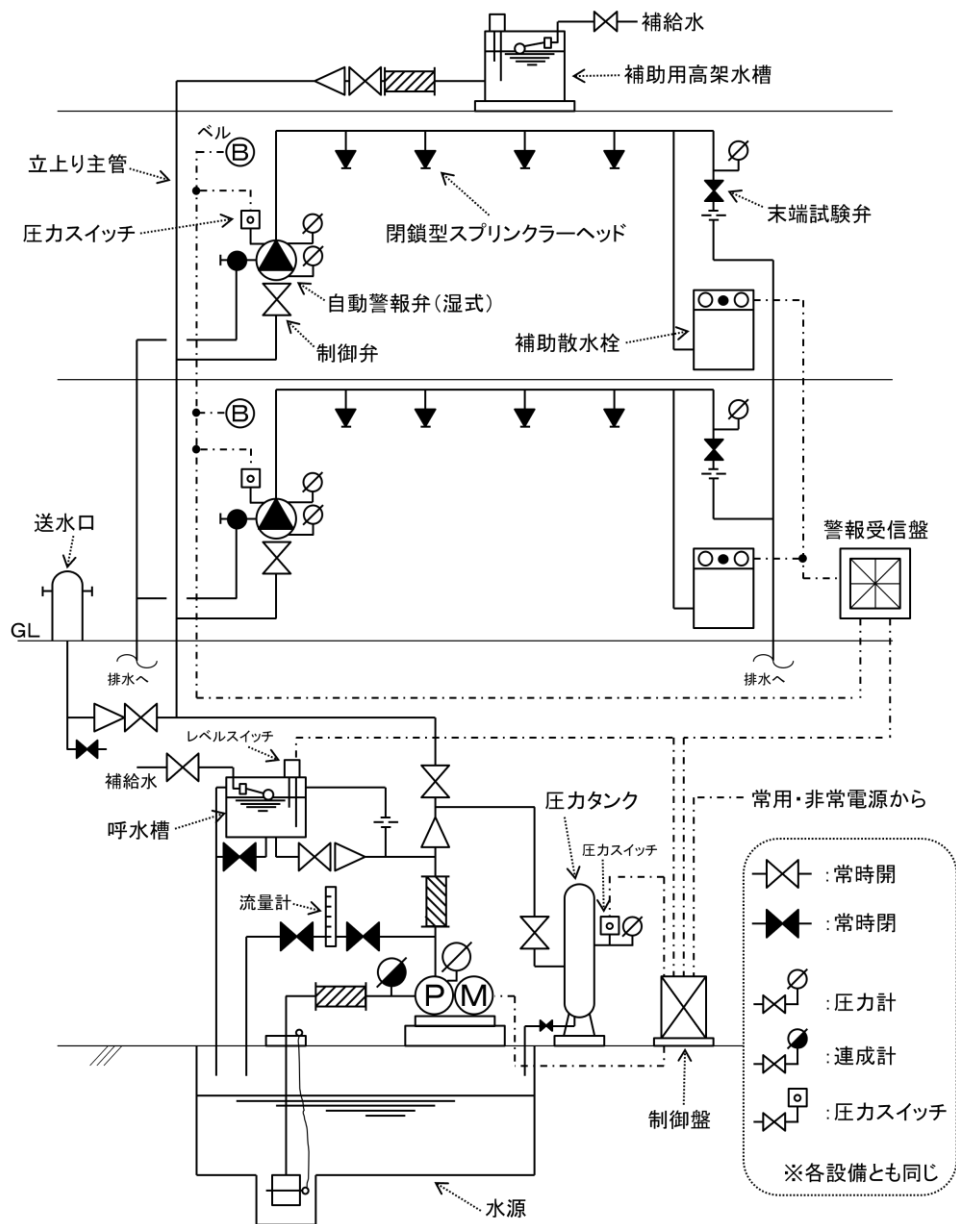 補給水
補助用高架水槽
ベル
B
立上り主管
圧力スイッチ
閉鎖型スプリンクラーヘッド
末端試験弁
自動警報弁(湿式)
制御弁
補助散水栓
B
送水口
警報受信盤
GL
排水へ
排水へ
レベルスイッチ
補給水
呼水槽
常用・非常電源から
圧力タンク
圧力スイッチ
流量計
P
M
:常時開
:常時閉
:圧力計
:連成計
:圧力スイッチ
※各設備とも同じ
制御盤
水源